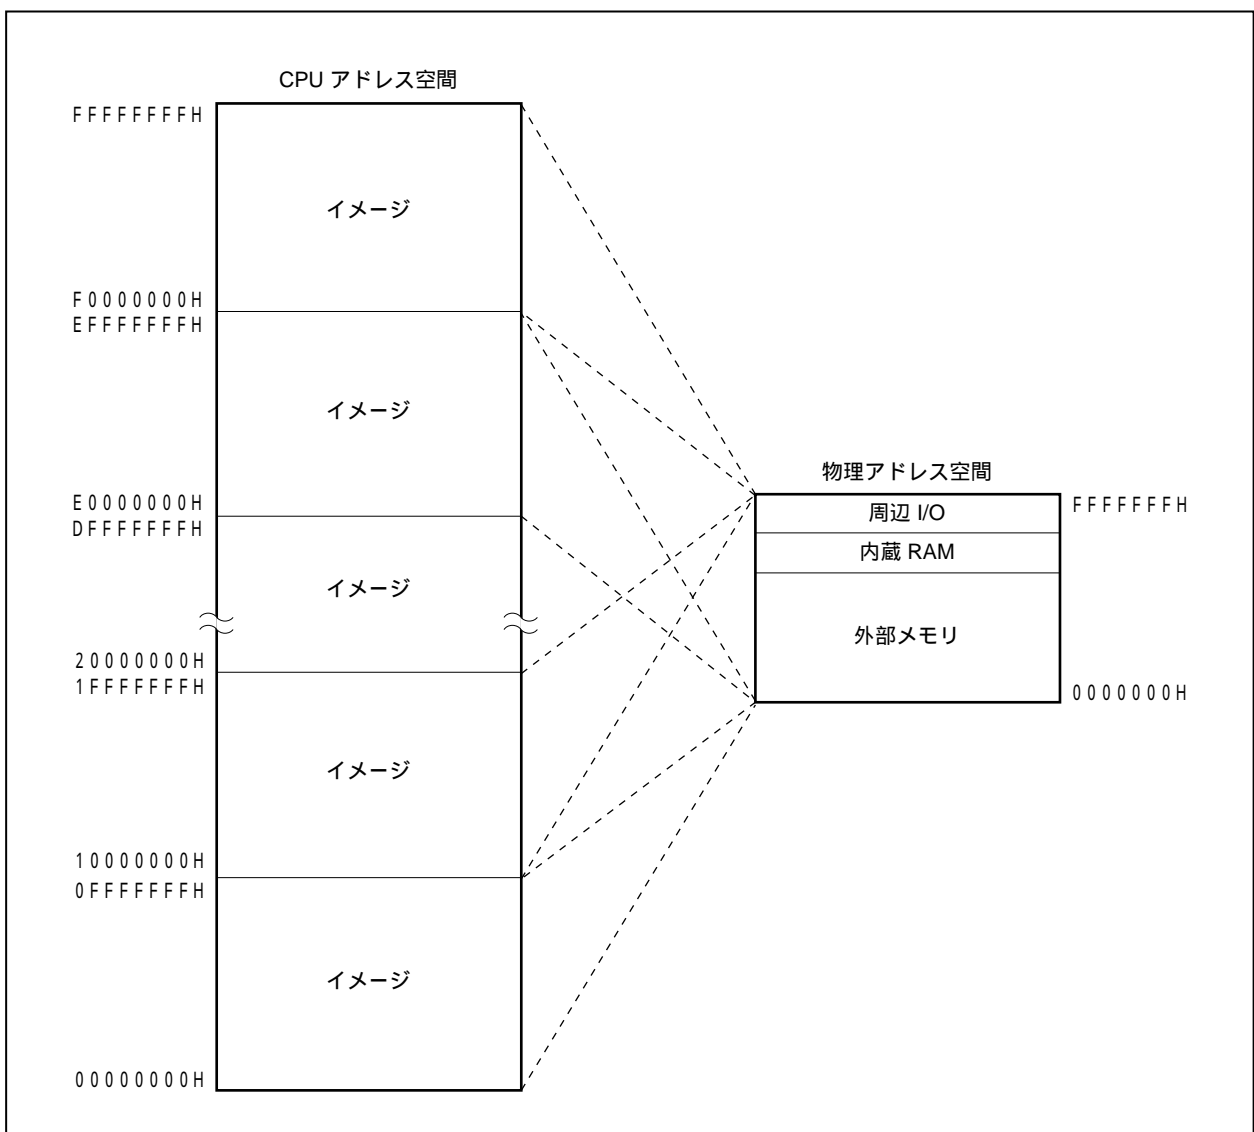 CPU アドレス空間
FFFFFFFFH
イメージ
F0000000H
EFFFFFFFH
イメージ
E0000000H
DFFFFFFFH
イメージ
20000000H
1FFFFFFFH
イメージ
10000000H
0FFFFFFFH
イメージ
00000000H
物理アドレス空間
周辺 I/O
FFFFFFFH
内蔵 RAM
外部メモリ
0000000H